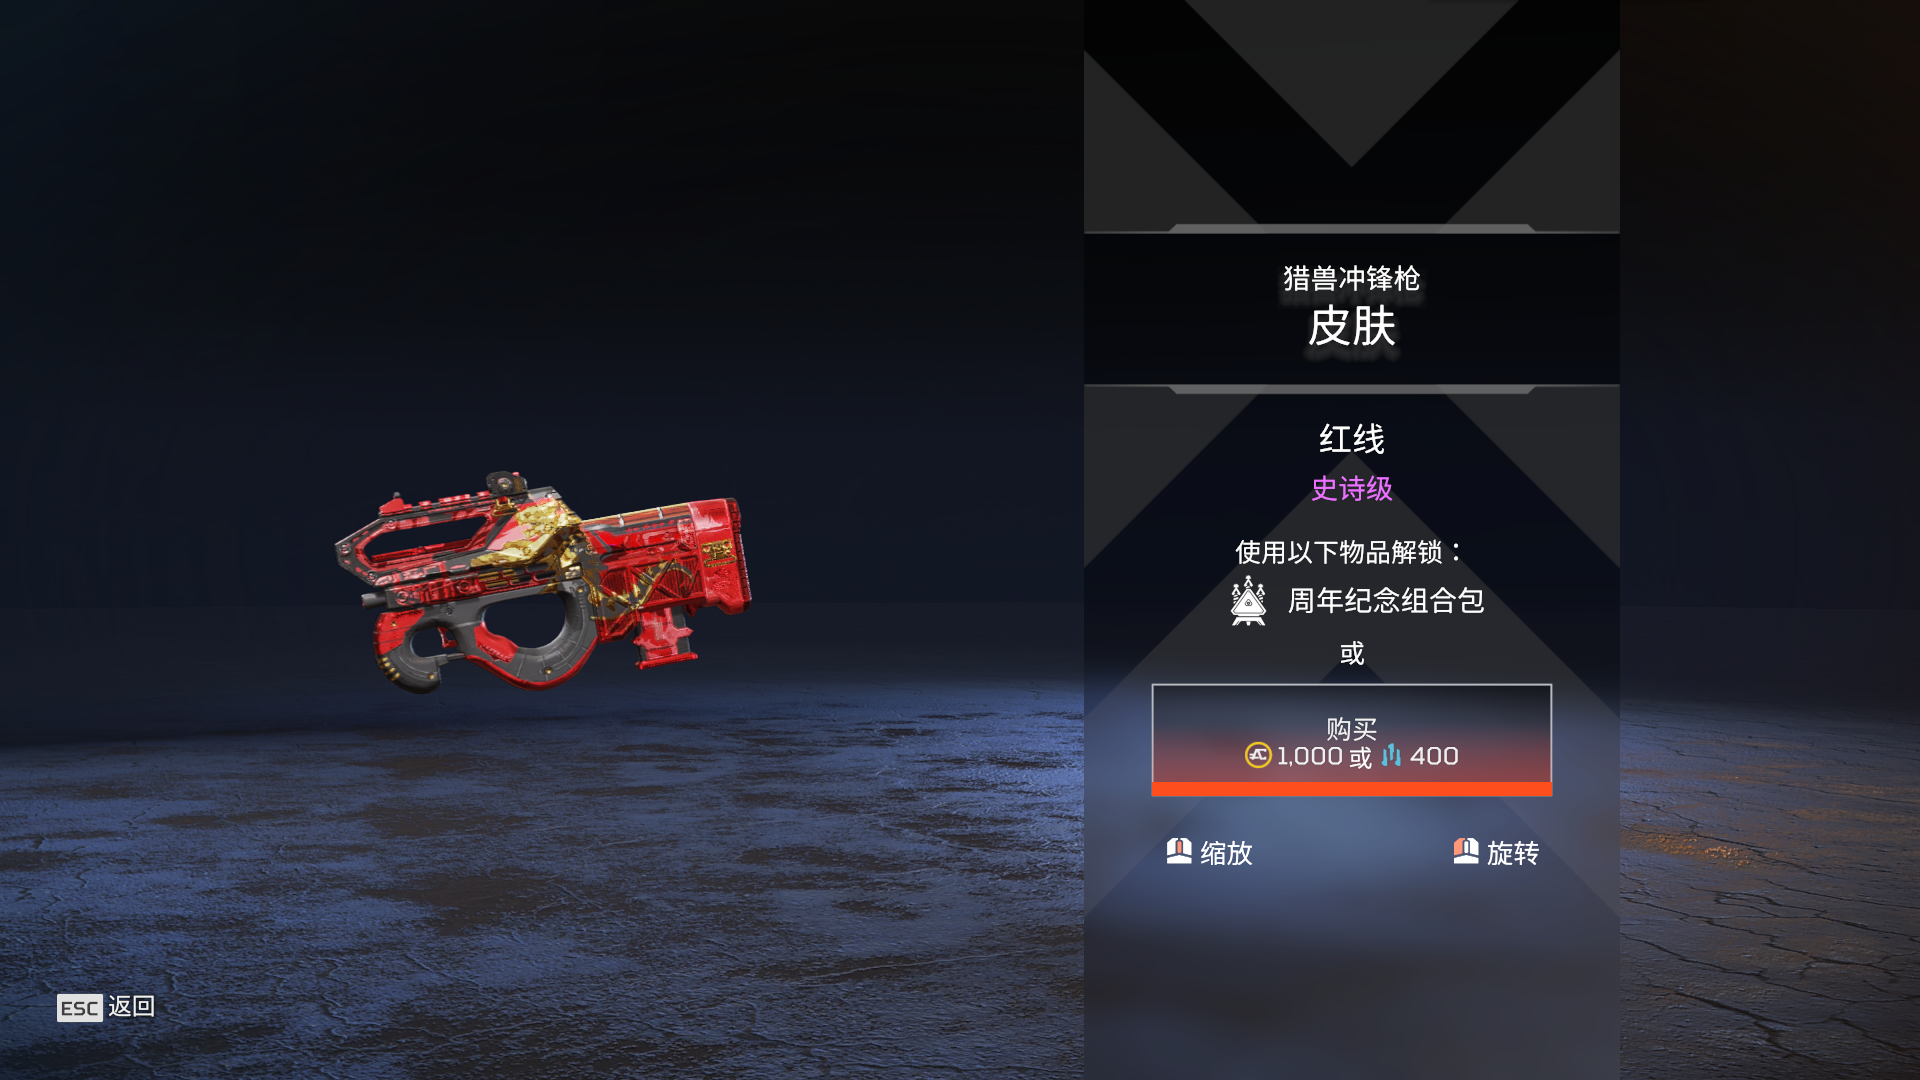 猎兽冲锋枪
皮肤
红线
史诗级
使用以下物品解锁：
周年纪念组合包
或
购买
1,000 或 400
缩放
旋转
ESC 返回